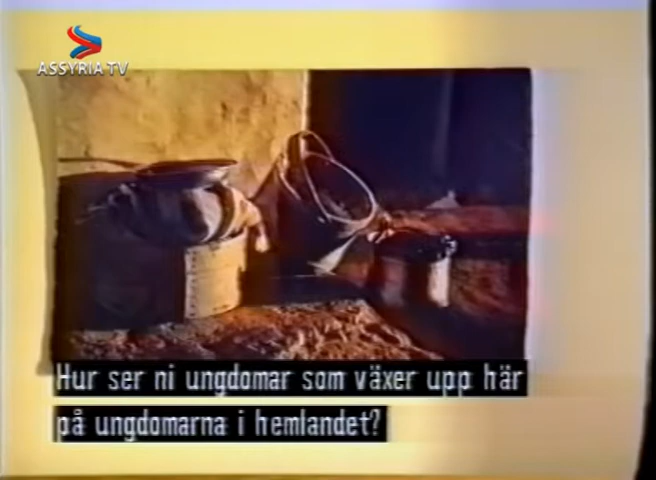 ASSYRIA TV
Hur ser ni ungdomar som växer upp här
på ungdomarna i hemlandet?